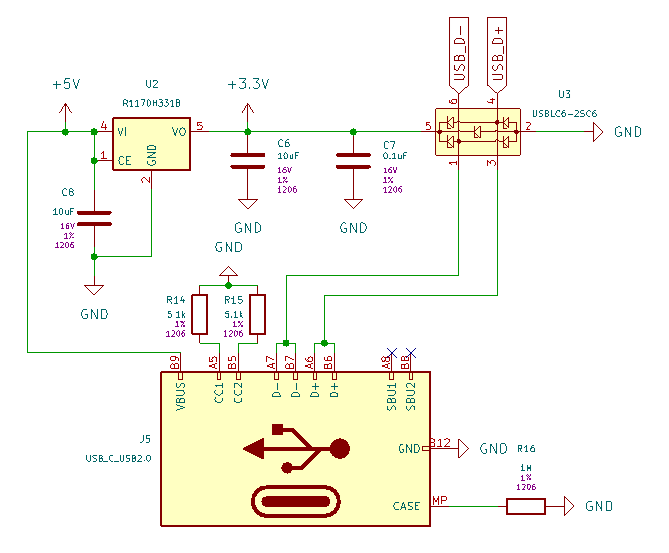 USB_D-
USB_D+
+5V
U2
R1170H331B
+3.3V
U3
USBLC6-2SC6
6
4
4
VI
VO
5
5
2
GND
1
CE
GND
2
1
3
C6
10uF
16V
1%
1206
C7
0.1uF
16V
1%
1206
C8
10uF
16V
1%
1206
GND
GND
GND
GND
R14
5.1k
1%
1206
R15
5.1k
1%
1206
B9
A5
B5
A7
B7
A6
B6
A8
B8
VBUS
CC1
CC2
D-
D-
D+
D+
SBU1
SBU2
J5
USB_C_USB2.0
GND
B12
GND
R16
1M
1%
1206
CASE
MP
GND